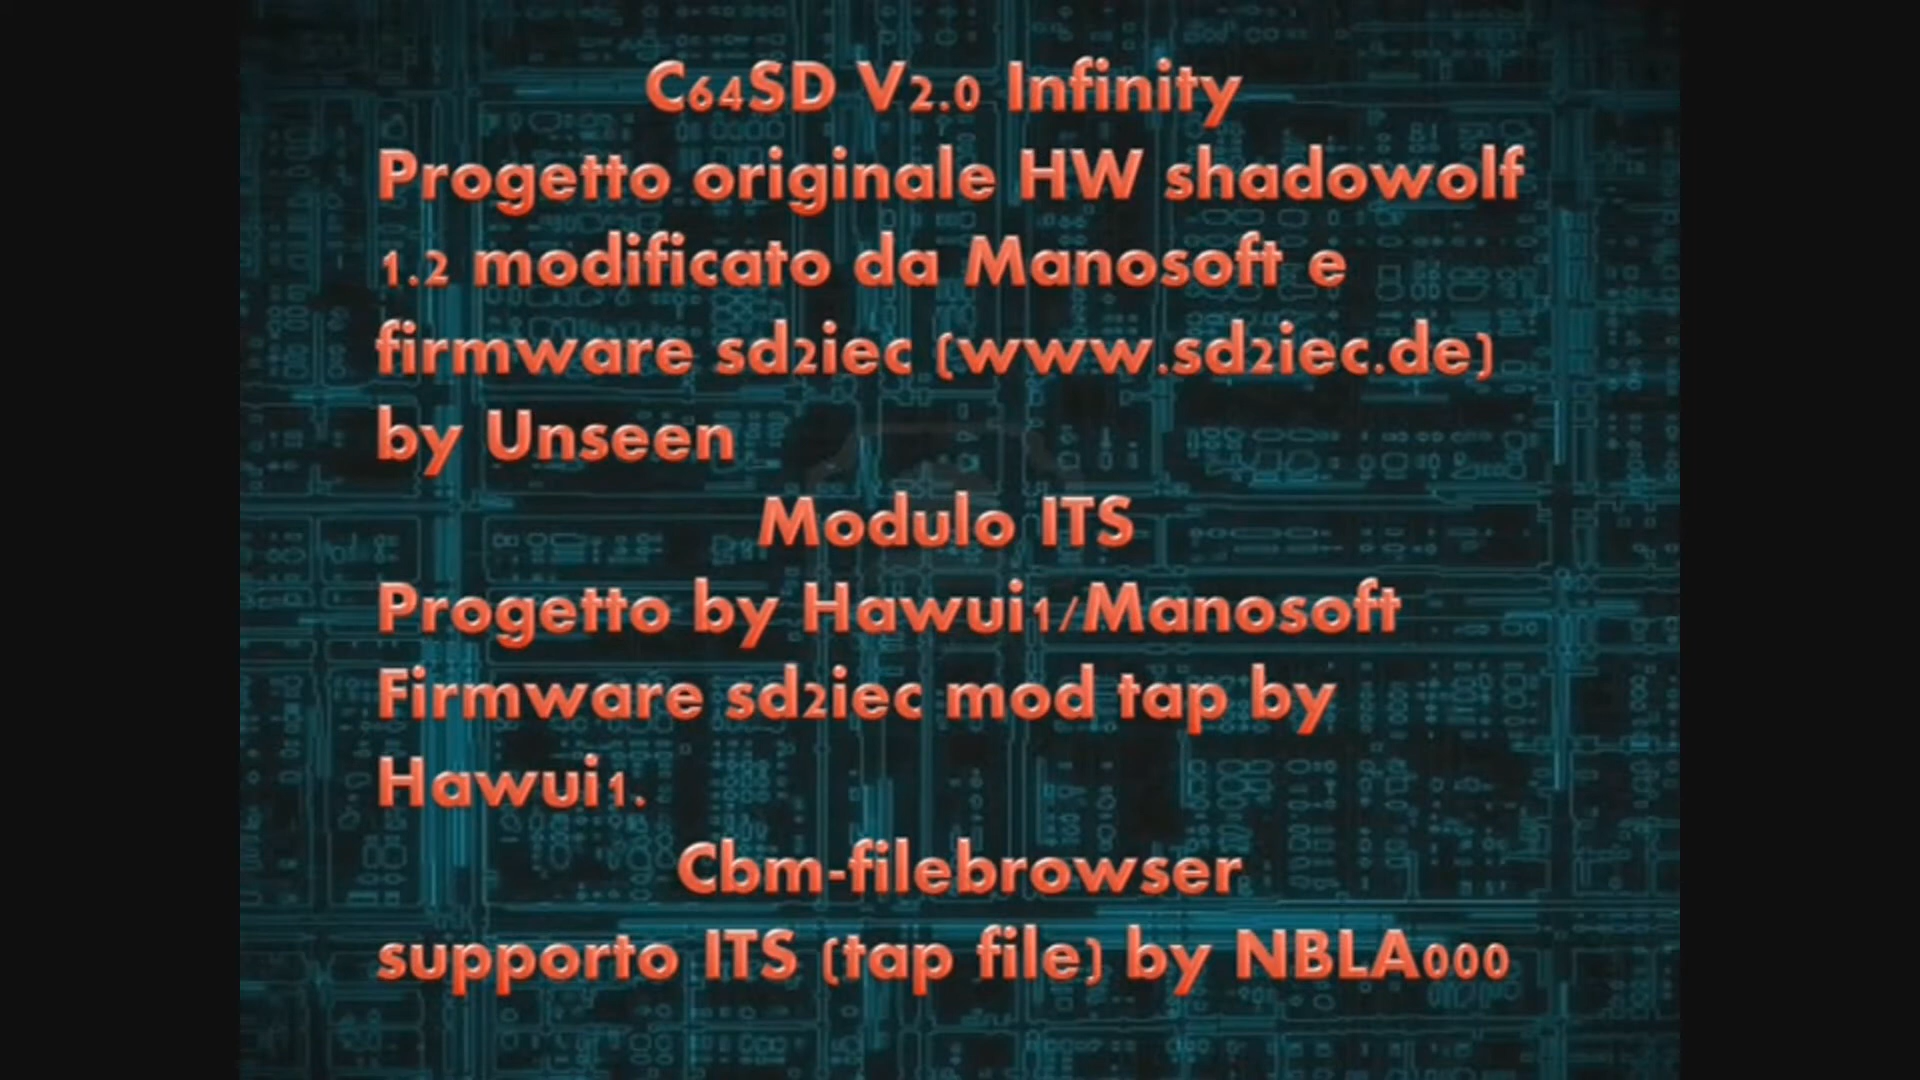 C64SD V2.0 Infinity
Progetto originale HW shadowolf
1.2 modificato da Manosoft e
firmware sd2iec (www.sd2iec.de)
by Unseen
Modulo ITS
Progetto by Hawui1/Manosoft
Firmware sd2iec mod tap by
Hawui1.
Cbm-filebrowser
supporto ITS (tap file) by NBLA000